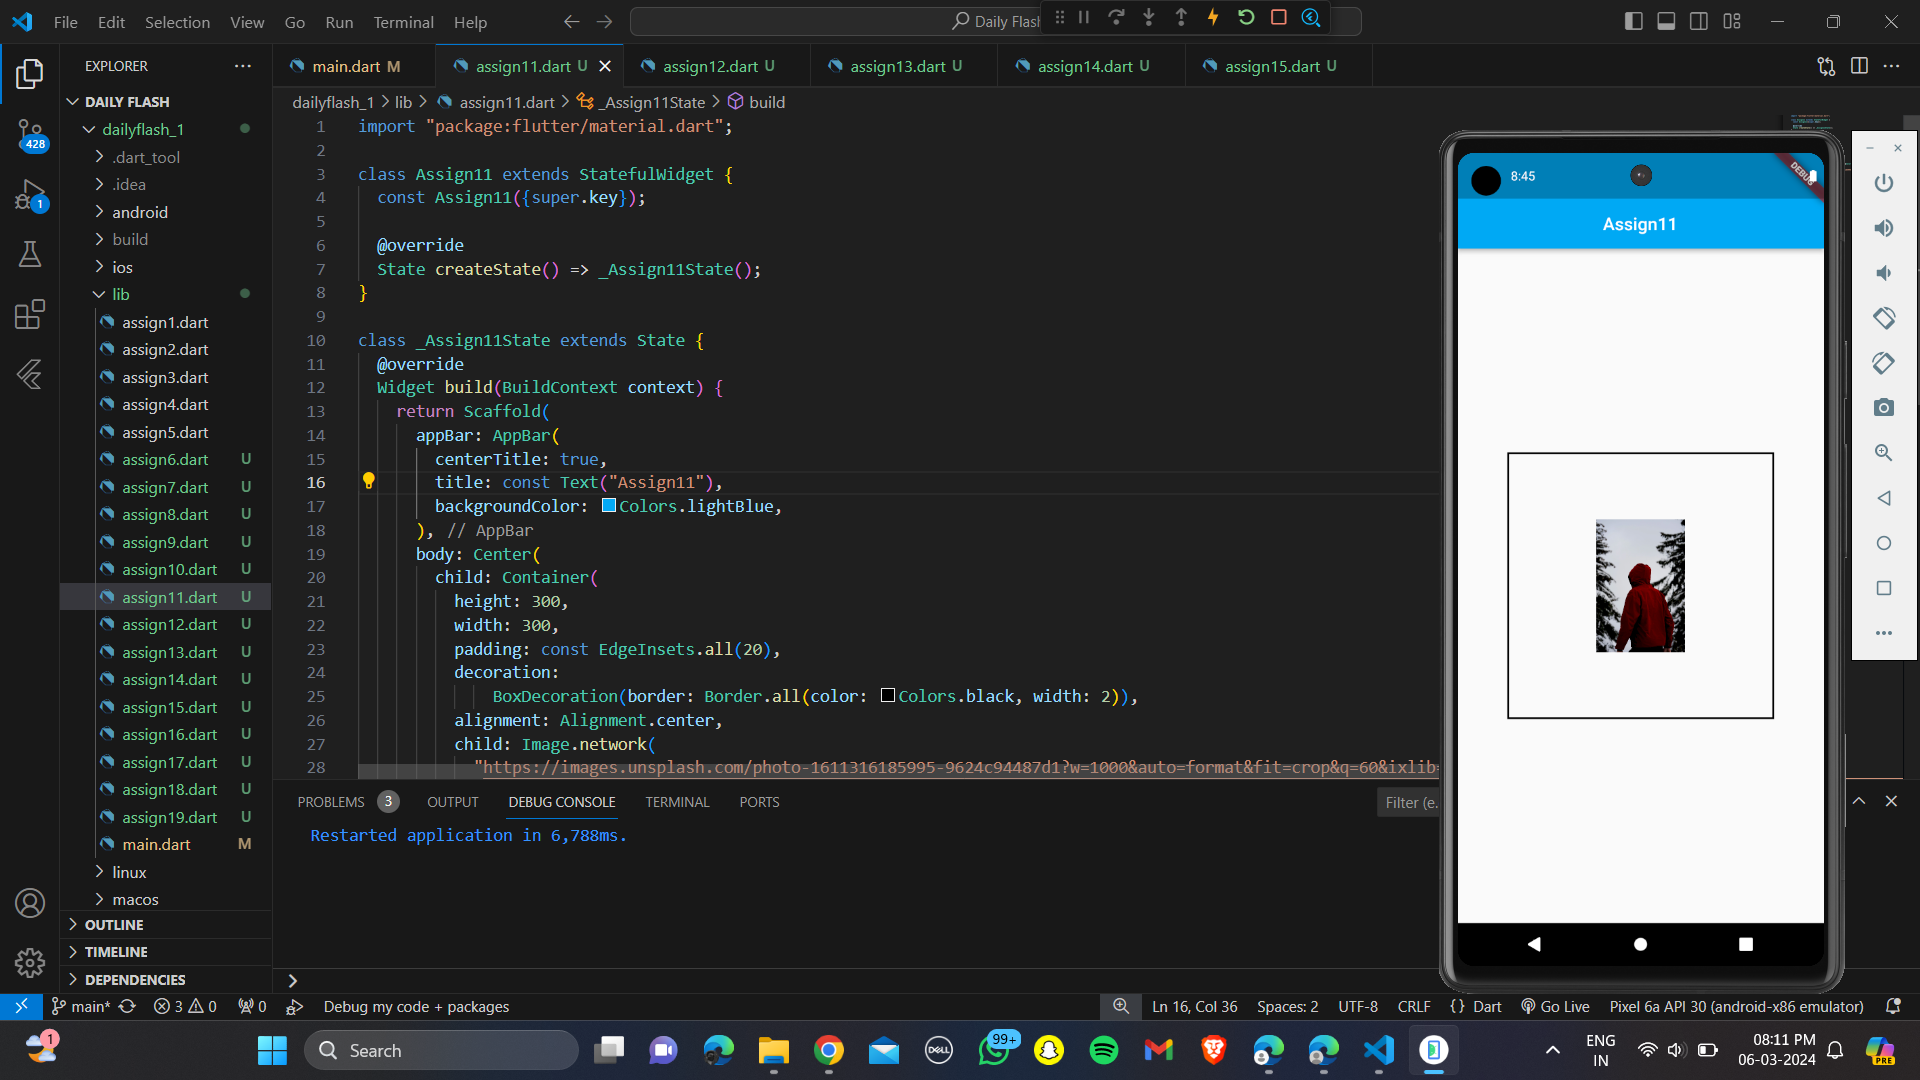 File Edit Selection View Go Run Terminal Help
Daily Flash
EXPLORER
main.dart M
assign11.dart U
assign12.dart U
assign13.dart U
assign14.dart U
assign15.dart U
DAILY FLASH
dailyflash_1
.dart_tool
.idea
android
build
ios
lib
assign1.dart
assign2.dart
assign3.dart
assign4.dart
assign5.dart
assign6.dart U
assign7.dart U
assign8.dart U
assign9.dart U
assign10.dart U
assign11.dart U
assign12.dart U
assign13.dart U
assign14.dart U
assign15.dart U
assign16.dart U
assign17.dart U
assign18.dart U
assign19.dart U
main.dart M
linux
macos
OUTLINE
TIMELINE
DEPENDENCIES
428
1
dailyflash_1 > lib > assign11.dart > _Assign11State > build
1 import "package:flutter/material.dart";
2
3 class Assign11 extends StatefulWidget {
4 const Assign11({super.key});
5
6 @override
7 State createState() => _Assign11State();
8 }
9
10 class _Assign11State extends State {
11 @override
12 Widget build(BuildContext context) {
13 return Scaffold(
14 appBar: AppBar(
15 centerTitle: true,
16 title: const Text("Assign11"),
17 backgroundColor: Colors.lightBlue,
18 ), // AppBar
19 body: Center(
20 child: Container(
21 height: 300,
22 width: 300,
23 padding: const EdgeInsets.all(20),
24 decoration:
25 BoxDecoration(border: Border.all(color: Colors.black, width: 2)),
26 alignment: Alignment.center,
27 child: Image.network(
28 "https://images.unsplash.com/photo-1611316185995-9624c94487d1?w=1000&auto=format&fit=crop&q=60&ixlib=
8:45
DEBUG
Assign11
PROBLEMS 3 OUTPUT DEBUG CONSOLE TERMINAL PORTS
Filter (e.
Restarted application in 6,788ms.
main* 3 0 0 Debug my code + packages
Ln 16, Col 36 Spaces: 2 UTF-8 CRLF {} Dart Go Live Pixel 6a API 30 (android-x86 emulator)
1
Search
DELL
99+
PRE
ENG
IN
08:11 PM
06-03-2024